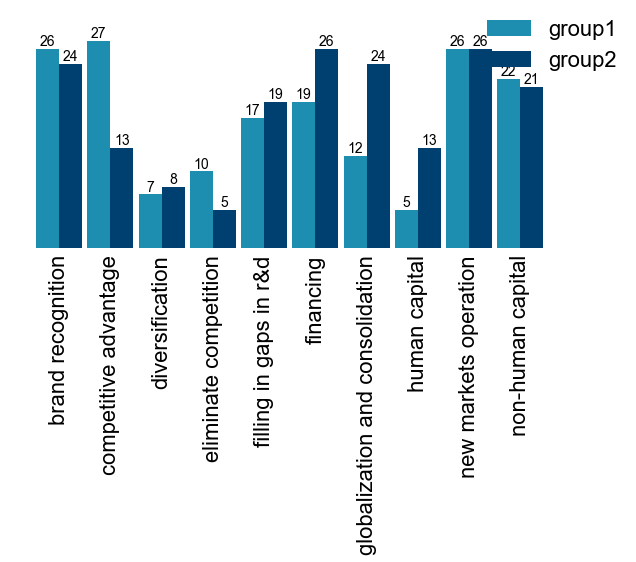 group1
group2
26
24
27
13
7
8
10
5
17
19
19
26
12
24
5
13
26
26
22
21
brand recognition
competitive advantage
diversification
eliminate competition
filling in gaps in r&d
financing
globalization and consolidation
human capital
new markets operation
non-human capital